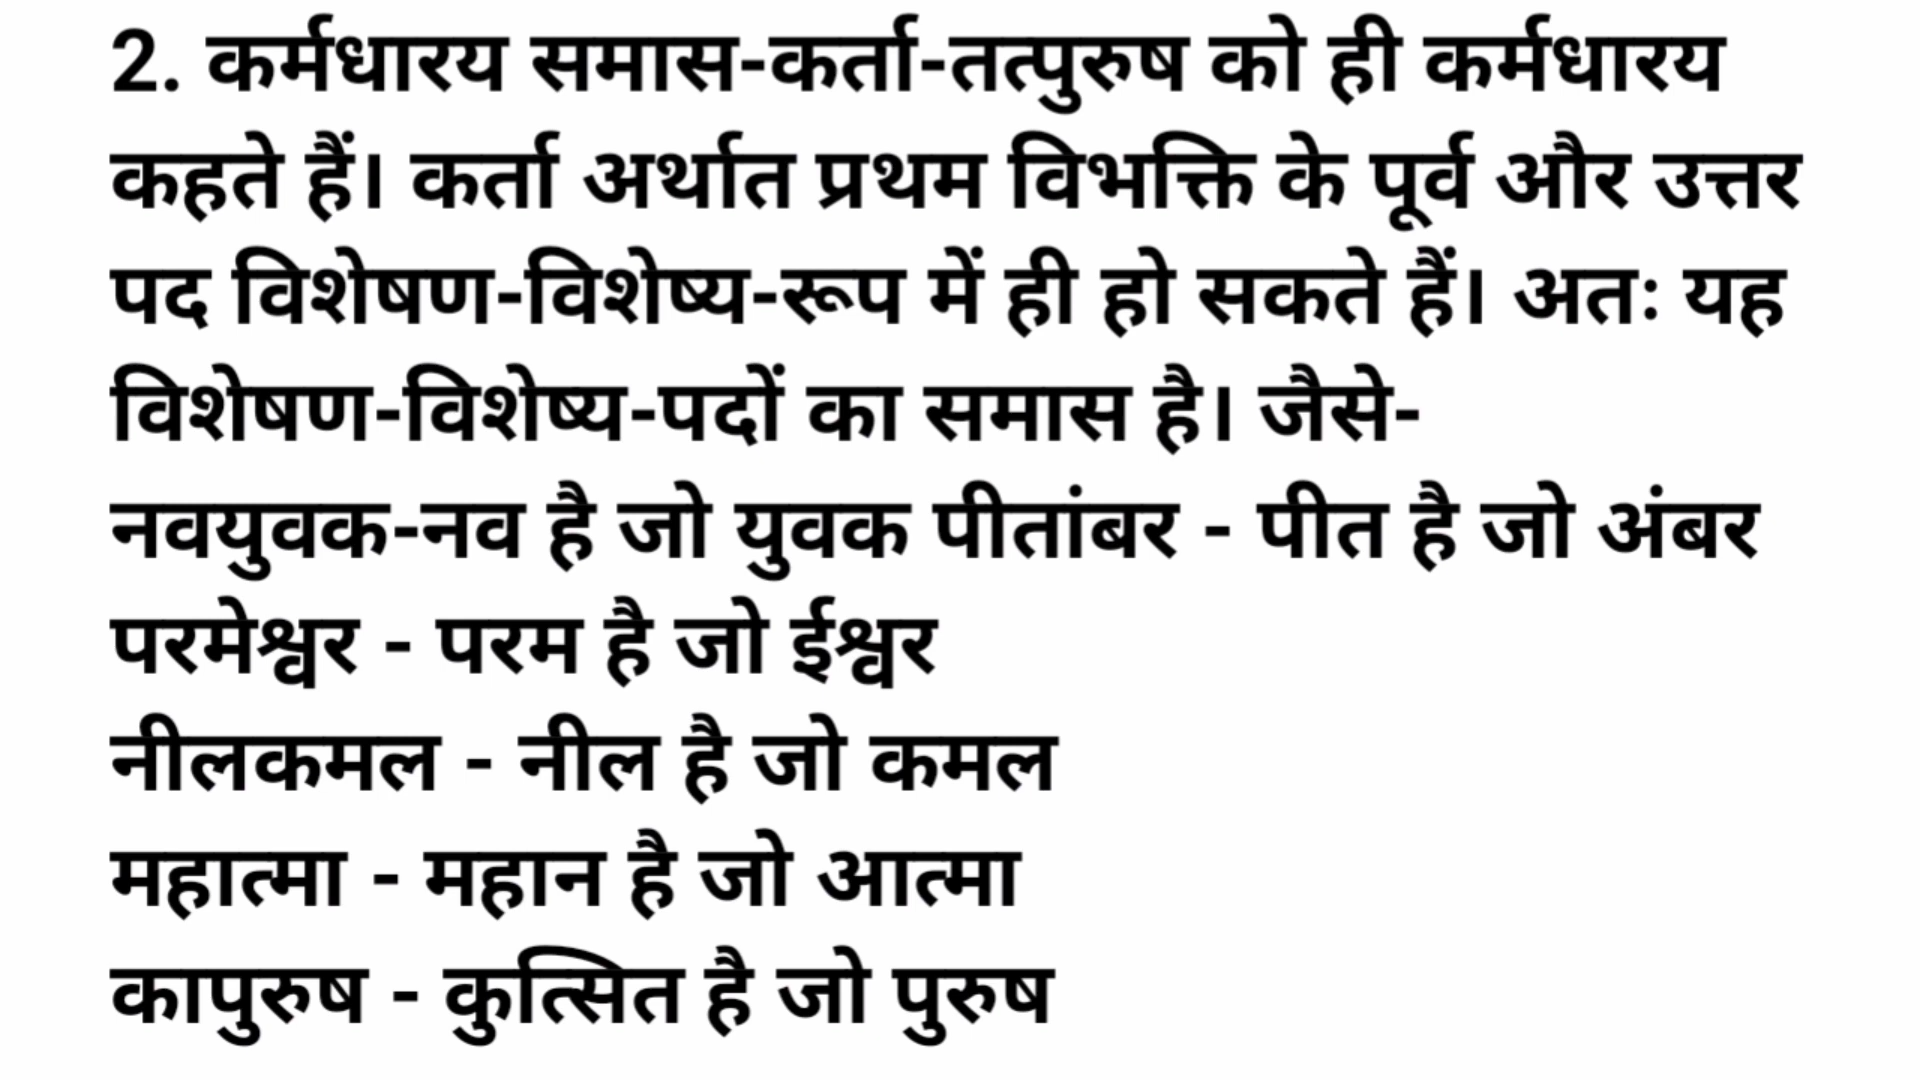 2. कर्मधारय समास-कर्ता-तत्पुरुष को ही कर्मधारय
कहते हैं। कर्ता अर्थात प्रथम विभक्ति के पूर्व और उत्तर
पद विशेषण-विशेष्य-रूप में ही हो सकते हैं। अतः यह
विशेषण-विशेष्य-पदों का समास है। जैसे-
नवयुवक-नव है जो युवक पीतांबर - पीत है जो अंबर
परमेश्वर - परम है जो ईश्वर
नीलकमल - नील है जो कमल
महात्मा - महान है जो आत्मा
कापुरुष - कुत्सित है जो पुरुष